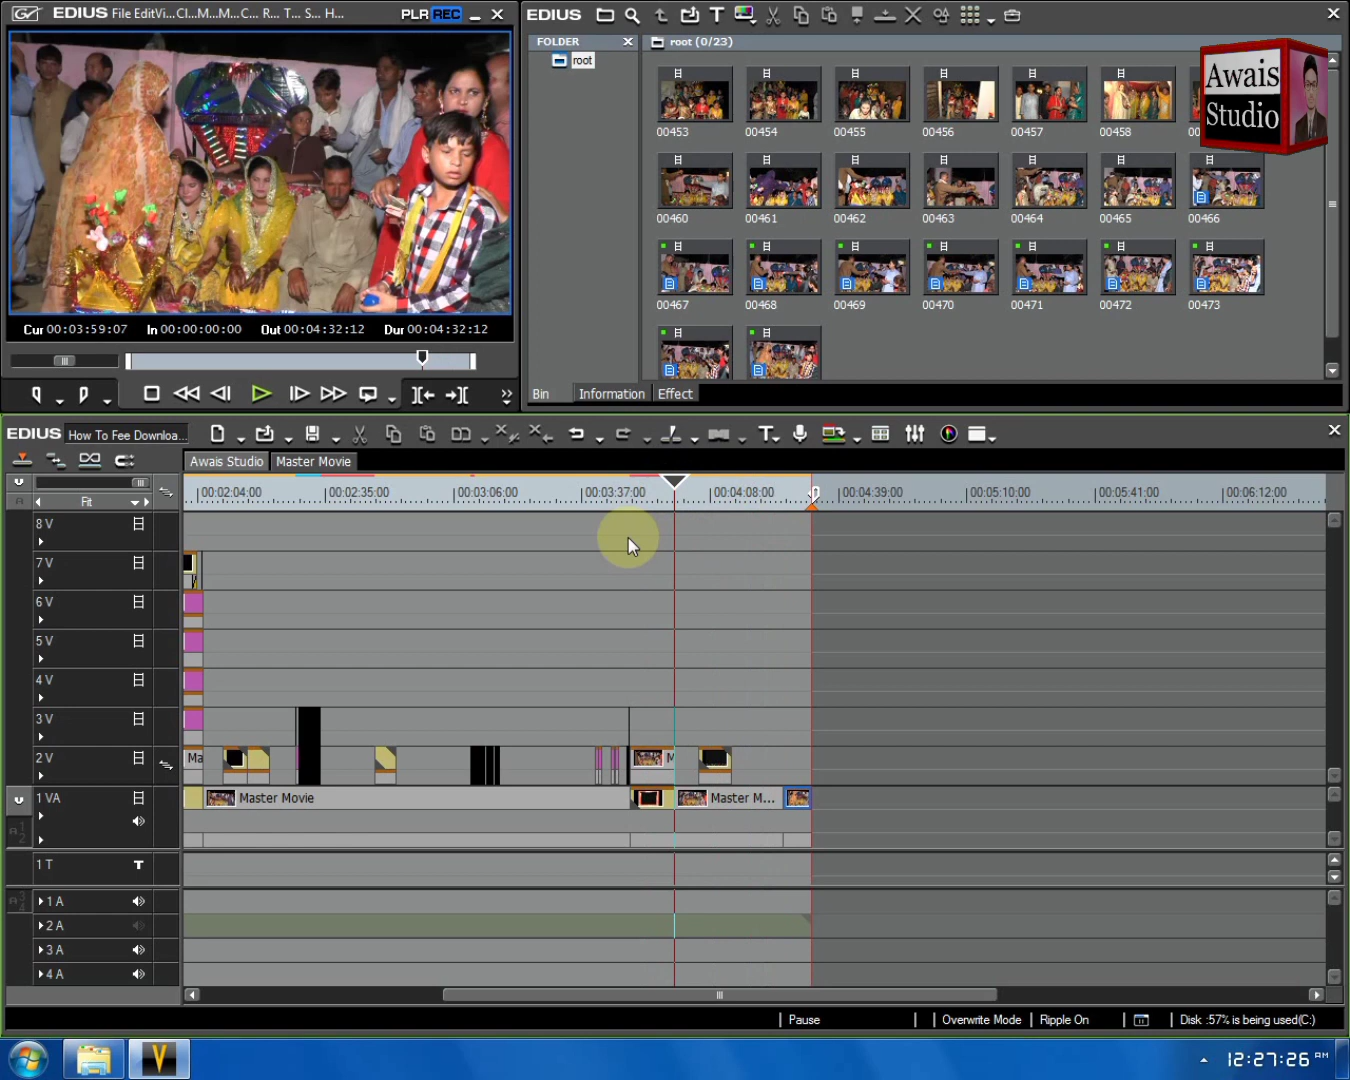 EDIUS File EditVi...Cl...M...M...C... R... T... S... H... PLR REC
Cur 00:03:59:07 In 00:00:00:00 Out 00:04:32:12 Dur 00:04:32:12
EDIUS
FOLDER
root
root (0/23)
00453 00454 00455 00456 00457 00458
00460 00461 00462 00463 00464 00465 00466
00467 00468 00469 00470 00471 00472 00473
Awais
Studio
Bin Information Effect
EDIUS How To Fee Downloa...
Awais Studio Master Movie
Fit
00:02:04:00 00:02:35:00 00:03:06:00 00:03:37:00 00:04:08:00 00:04:39:00 00:05:10:00 00:05:41:00 00:06:12:00
8 V
7 V
6 V
5 V
4 V
3 V
2 V Ma M
1 VA Master Movie Master M...
1 T T
1 A
2 A
3 A
4 A
Pause Overwrite Mode Ripple On Disk :57% is being used(C:)
12:27:26 AM